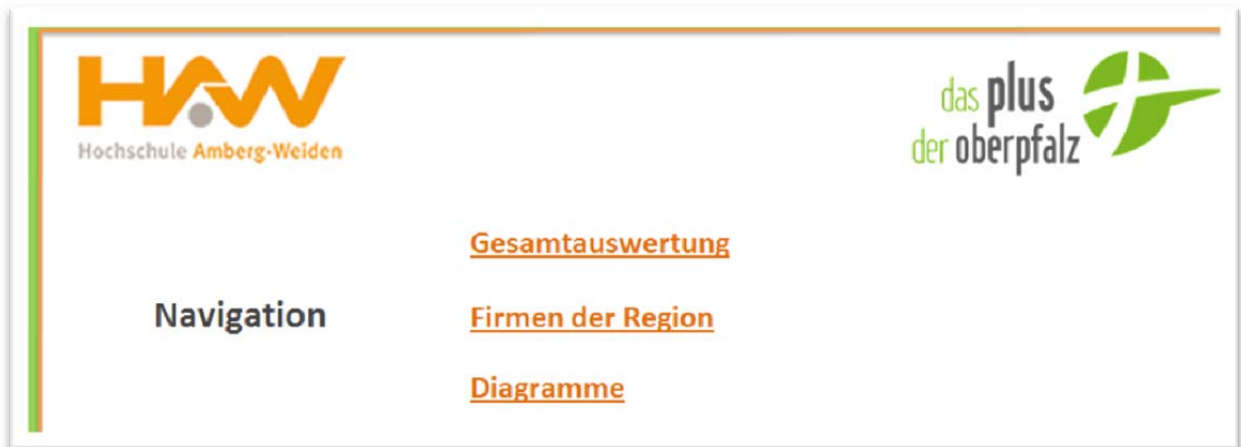 HAW
Hochschule Amberg-Weiden
das plus
der oberpfalz
Gesamtauswertung
Navigation
Firmen der Region
Diagramme